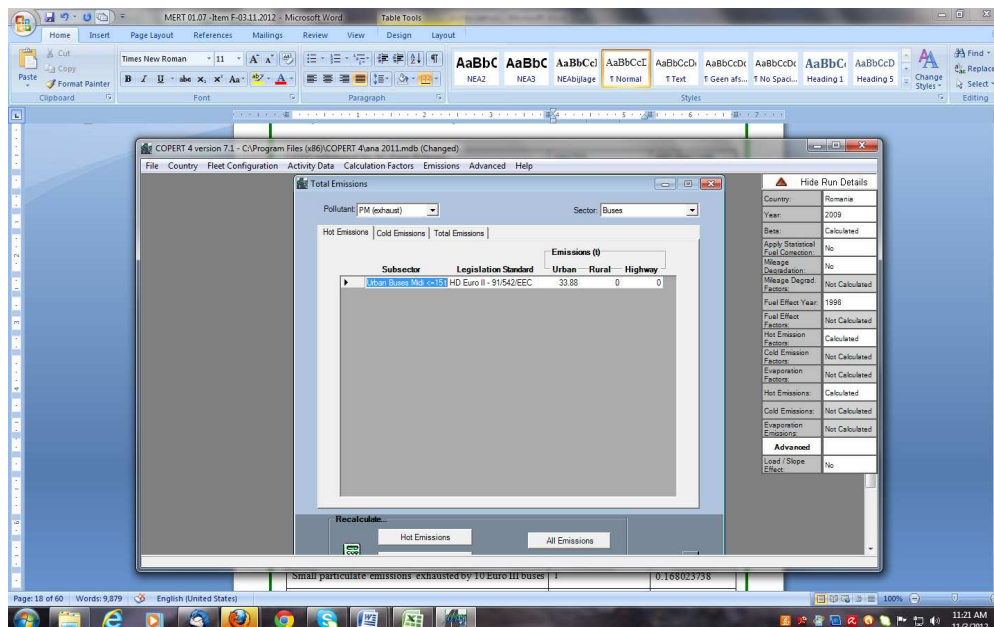 MERT 01.07 -Item F-03.11.2012 - Microsoft Word
Table Tools
Home Insert Page Layout References Mailings Review View Design Layout
Paste
Cut
Copy
Format Painter
Clipboard
Times New Roman 11
Font
Paragraph
AaBbC AaBbC AaBbCcI AaBbCcE AaBbCcDc AaBbCcDc AaBbCcDc AaBbCc AaBbCcD
NEA2 NEA3 NEAbijlage ¶ Normal ¶ Text ¶ Geen afs... ¶ No Spaci... Heading 1 Heading 5
Change Styles
Styles
Find
Replace
Select
Editing
COPERT 4 version 7.1 - C:\Program Files (x86)\COPERT 4\ana 2011.mdb (Changed)
File Country Fleet Configuration Activity Data Calculation Factors Emissions Advanced Help
Total Emissions
Pollutant: PM (exhaust) Sector: Buses
Hot Emissions Cold Emissions Total Emissions
Emissions (t)
Subsector Legislation Standard Urban Rural Highway
Urban Buses Midi <=15 t HD Euro II - 91/542/EEC 33.88 0 0
Recalculate...
Hot Emissions
All Emissions
Hide Run Details
Country: Romania
Year: 2009
Beta: Calculated
Apply Statistical Fuel Correction: No
Mileage Degradation: No
Mileage Degrad. Factors: Not Calculated
Fuel Effect Year: 1996
Fuel Effect Factors: Not Calculated
Hot Emission Factors: Calculated
Cold Emission Factors: Not Calculated
Evaporation Factors: Not Calculated
Hot Emissions: Calculated
Cold Emissions: Not Calculated
Evaporation Emissions: Not Calculated
Advanced
Load / Slope Effect: No
Small particulate emissions exhausted by 10 Euro III buses 1 0.168023738
Page: 18 of 60 Words: 9,879 English (United States) 100%
11:21 AM
11/3/2012